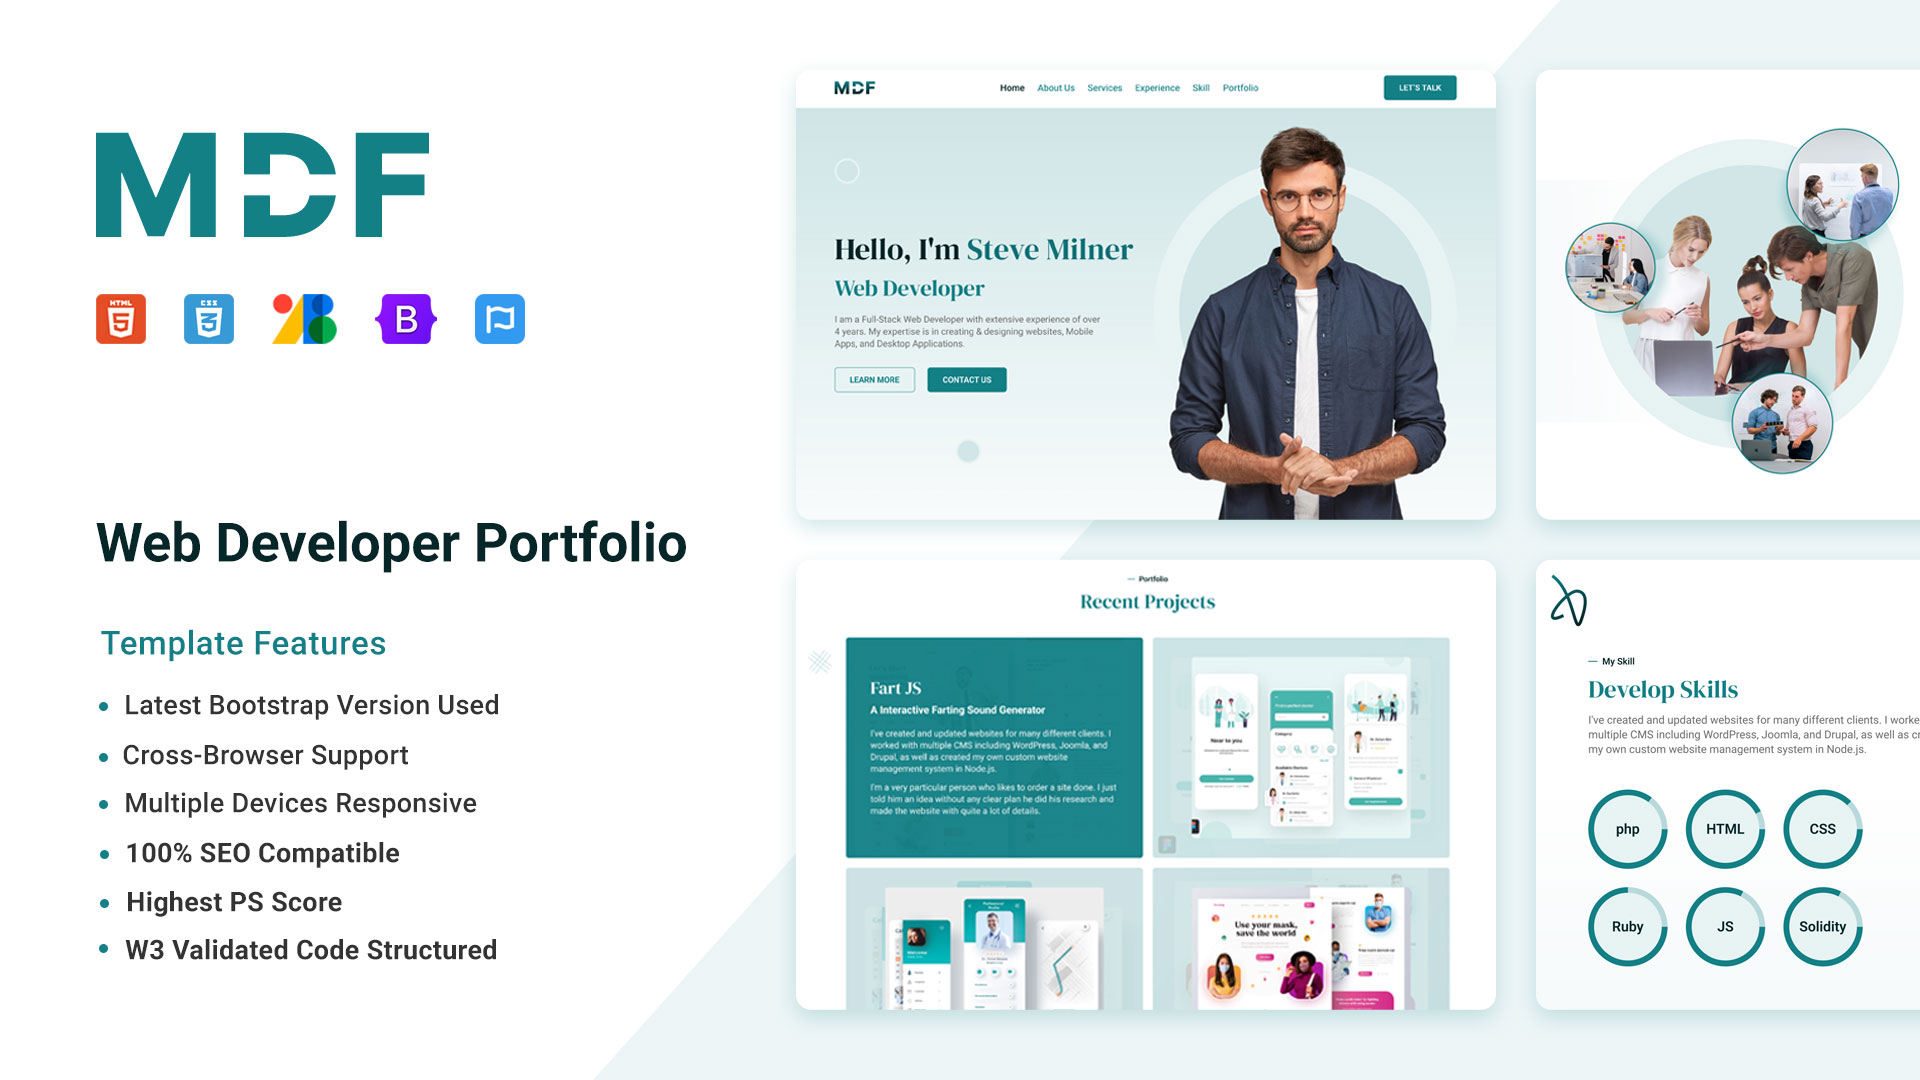 MDF
HTML
5
CSS
3
B
Web Developer Portfolio
Template Features
Latest Bootstrap Version Used
Cross-Browser Support
Multiple Devices Responsive
100% SEO Compatible
Highest PS Score
W3 Validated Code Structured
MDF
Home About Us Services Experience Skill Portfolio
LET'S TALK
Hello, I'm Steve Milner
Web Developer
I am a Full-Stack Web Developer with extensive experience of over
4 years. My expertise is in creating & designing websites, Mobile
Apps, and Desktop Applications.
LEARN MORE CONTACT US
Portfolio
Recent Projects
Fart JS
A Interactive Farting Sound Generator
I've created and updated websites for many different clients. I
worked with multiple CMS including WordPress, Joomla, and
Drupal, as well as created my own custom website
management system in Node.js.
I'm a very particular person who likes to order a site done. I just
told him an idea without any clear plan he did his research and
made the website with quite a lot of details.
Near to you
Category
Use your mask,
save the world
My Skill
Develop Skills
I've created and updated websites for many different clients. I worke
multiple CMS including WordPress, Joomla, and Drupal, as well as cr
my own custom website management system in Node.js.
php HTML CSS
Ruby JS Solidity